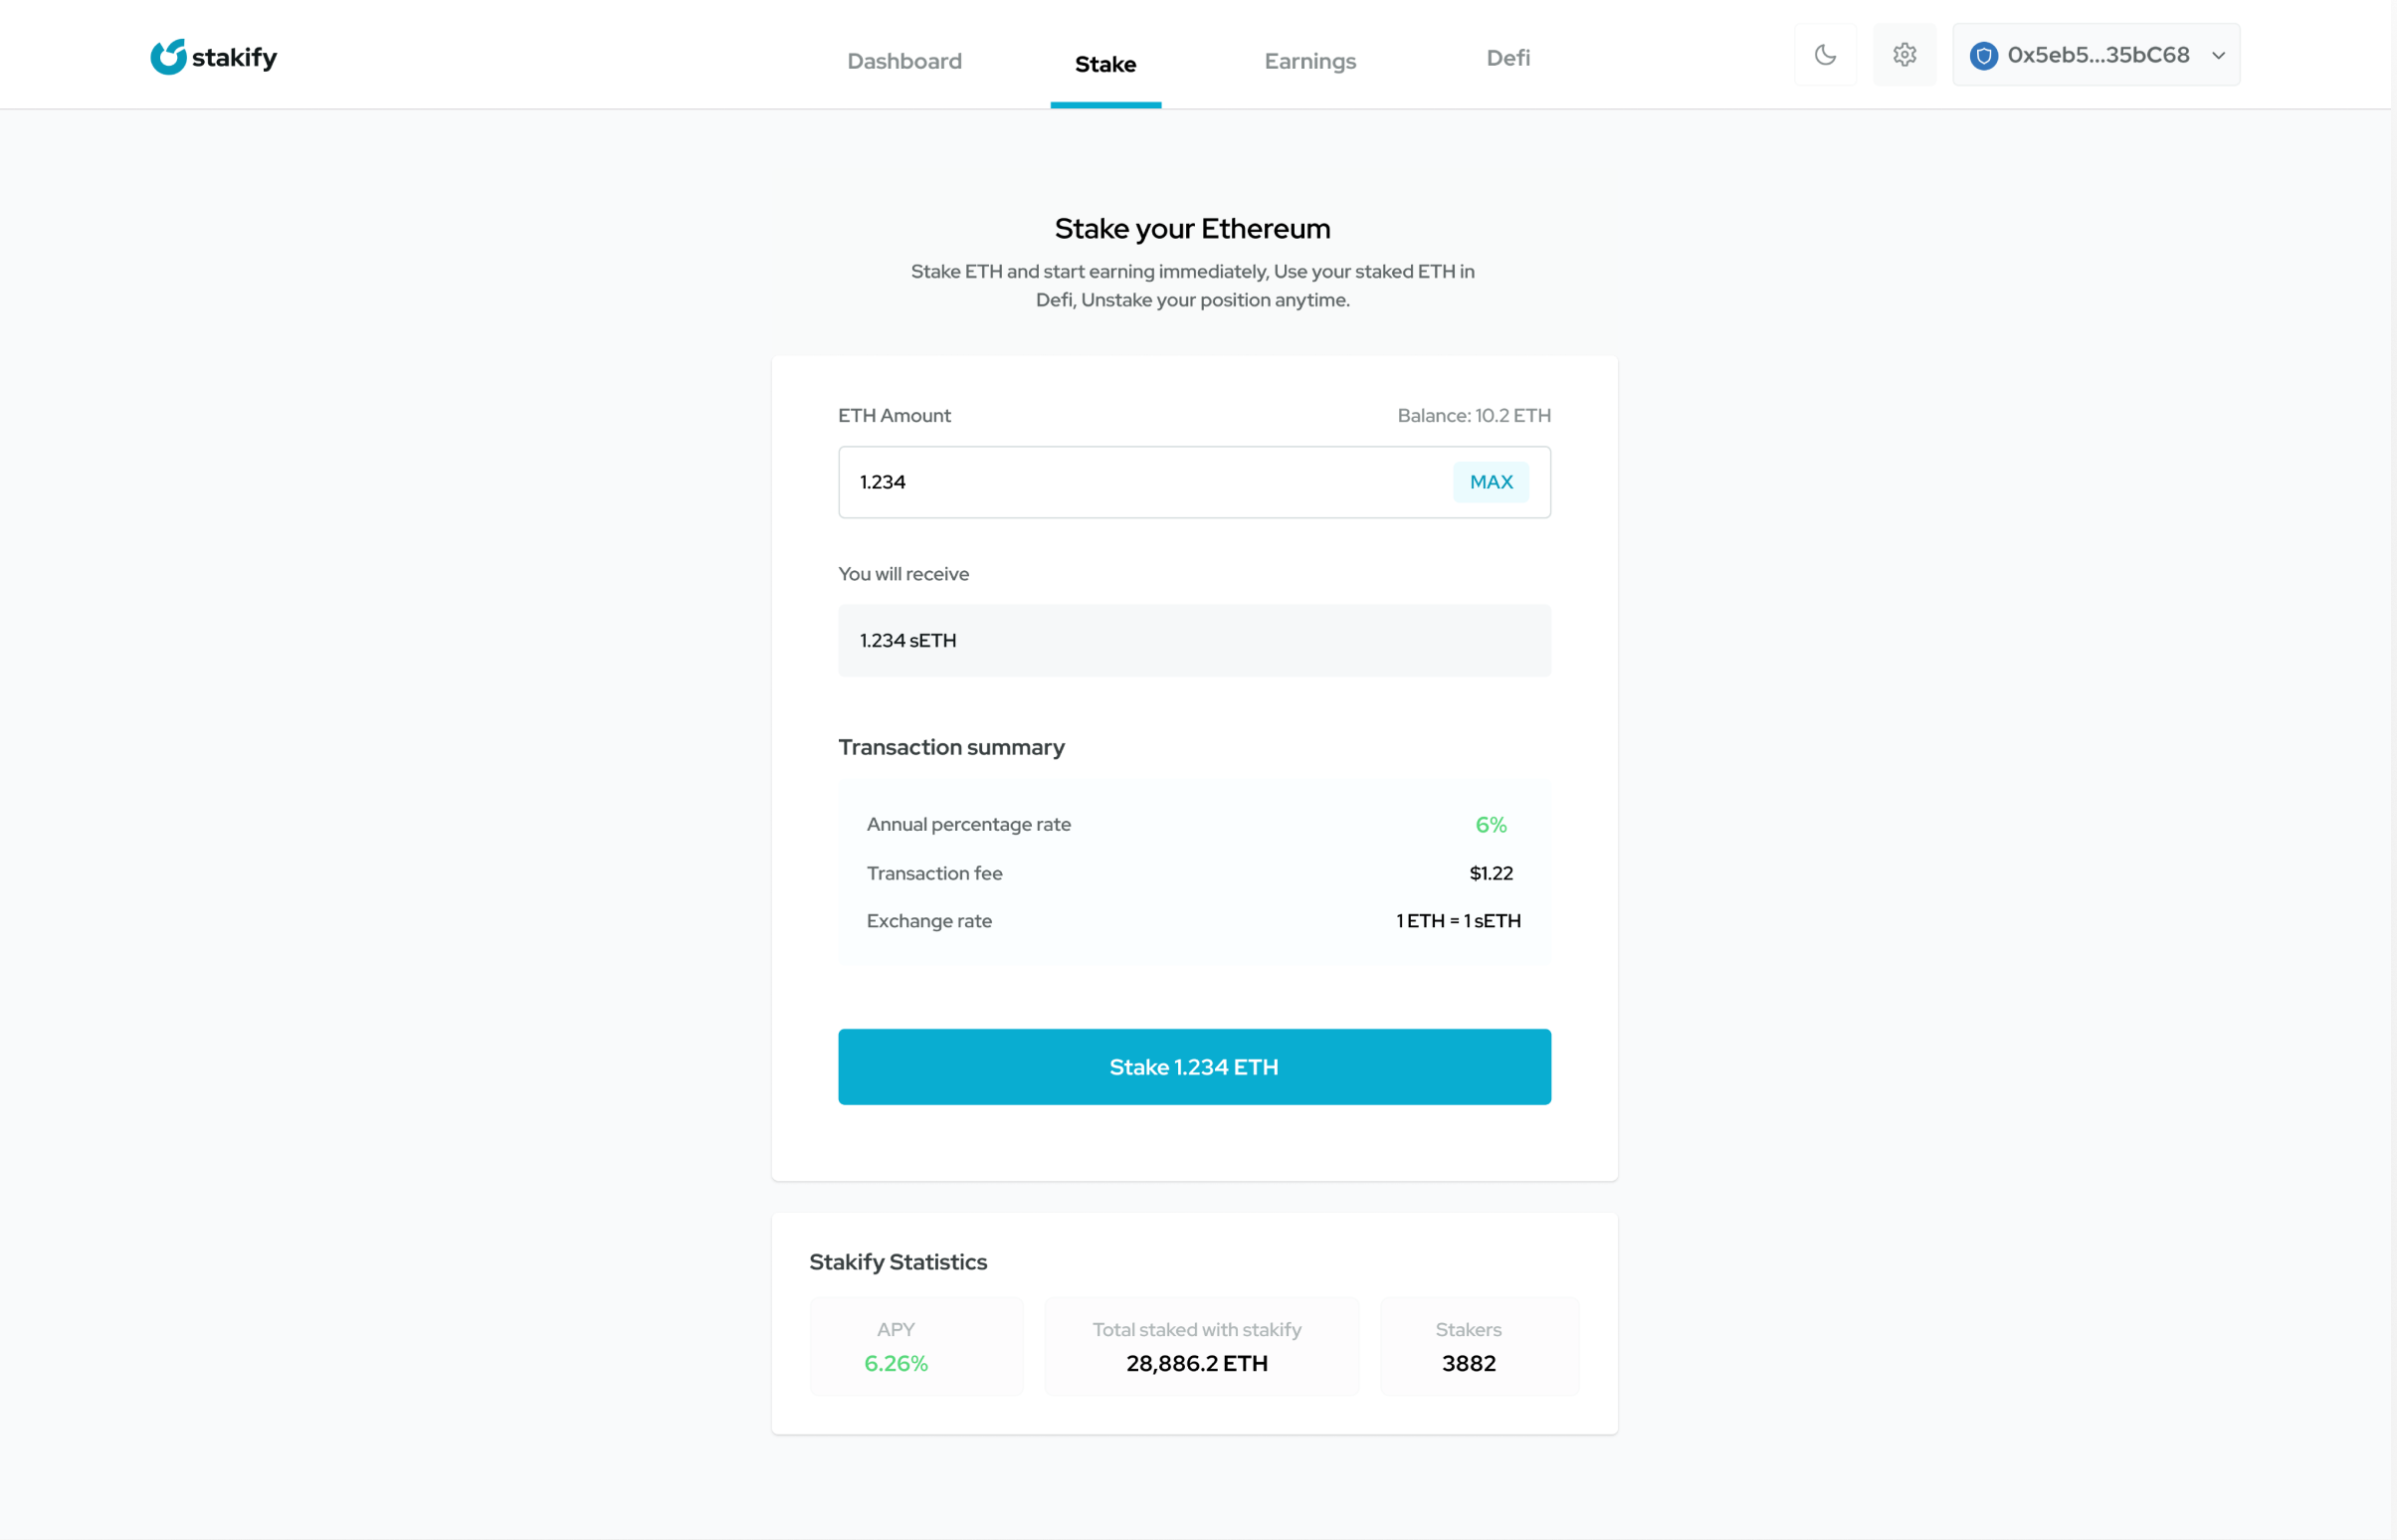 stakify
Dashboard
Stake
Earnings
Defi
0x5eb5...35bC68
Stake your Ethereum
Stake ETH and start earning immediately, Use your staked ETH in
Defi, Unstake your position anytime.
ETH Amount
Balance: 10.2 ETH
1.234
MAX
You will receive
1.234 sETH
Transaction summary
Annual percentage rate
6%
Transaction fee
$1.22
Exchange rate
1 ETH = 1 sETH
Stake 1.234 ETH
Stakify Statistics
APY
6.26%
Total staked with stakify
28,886.2 ETH
Stakers
3882